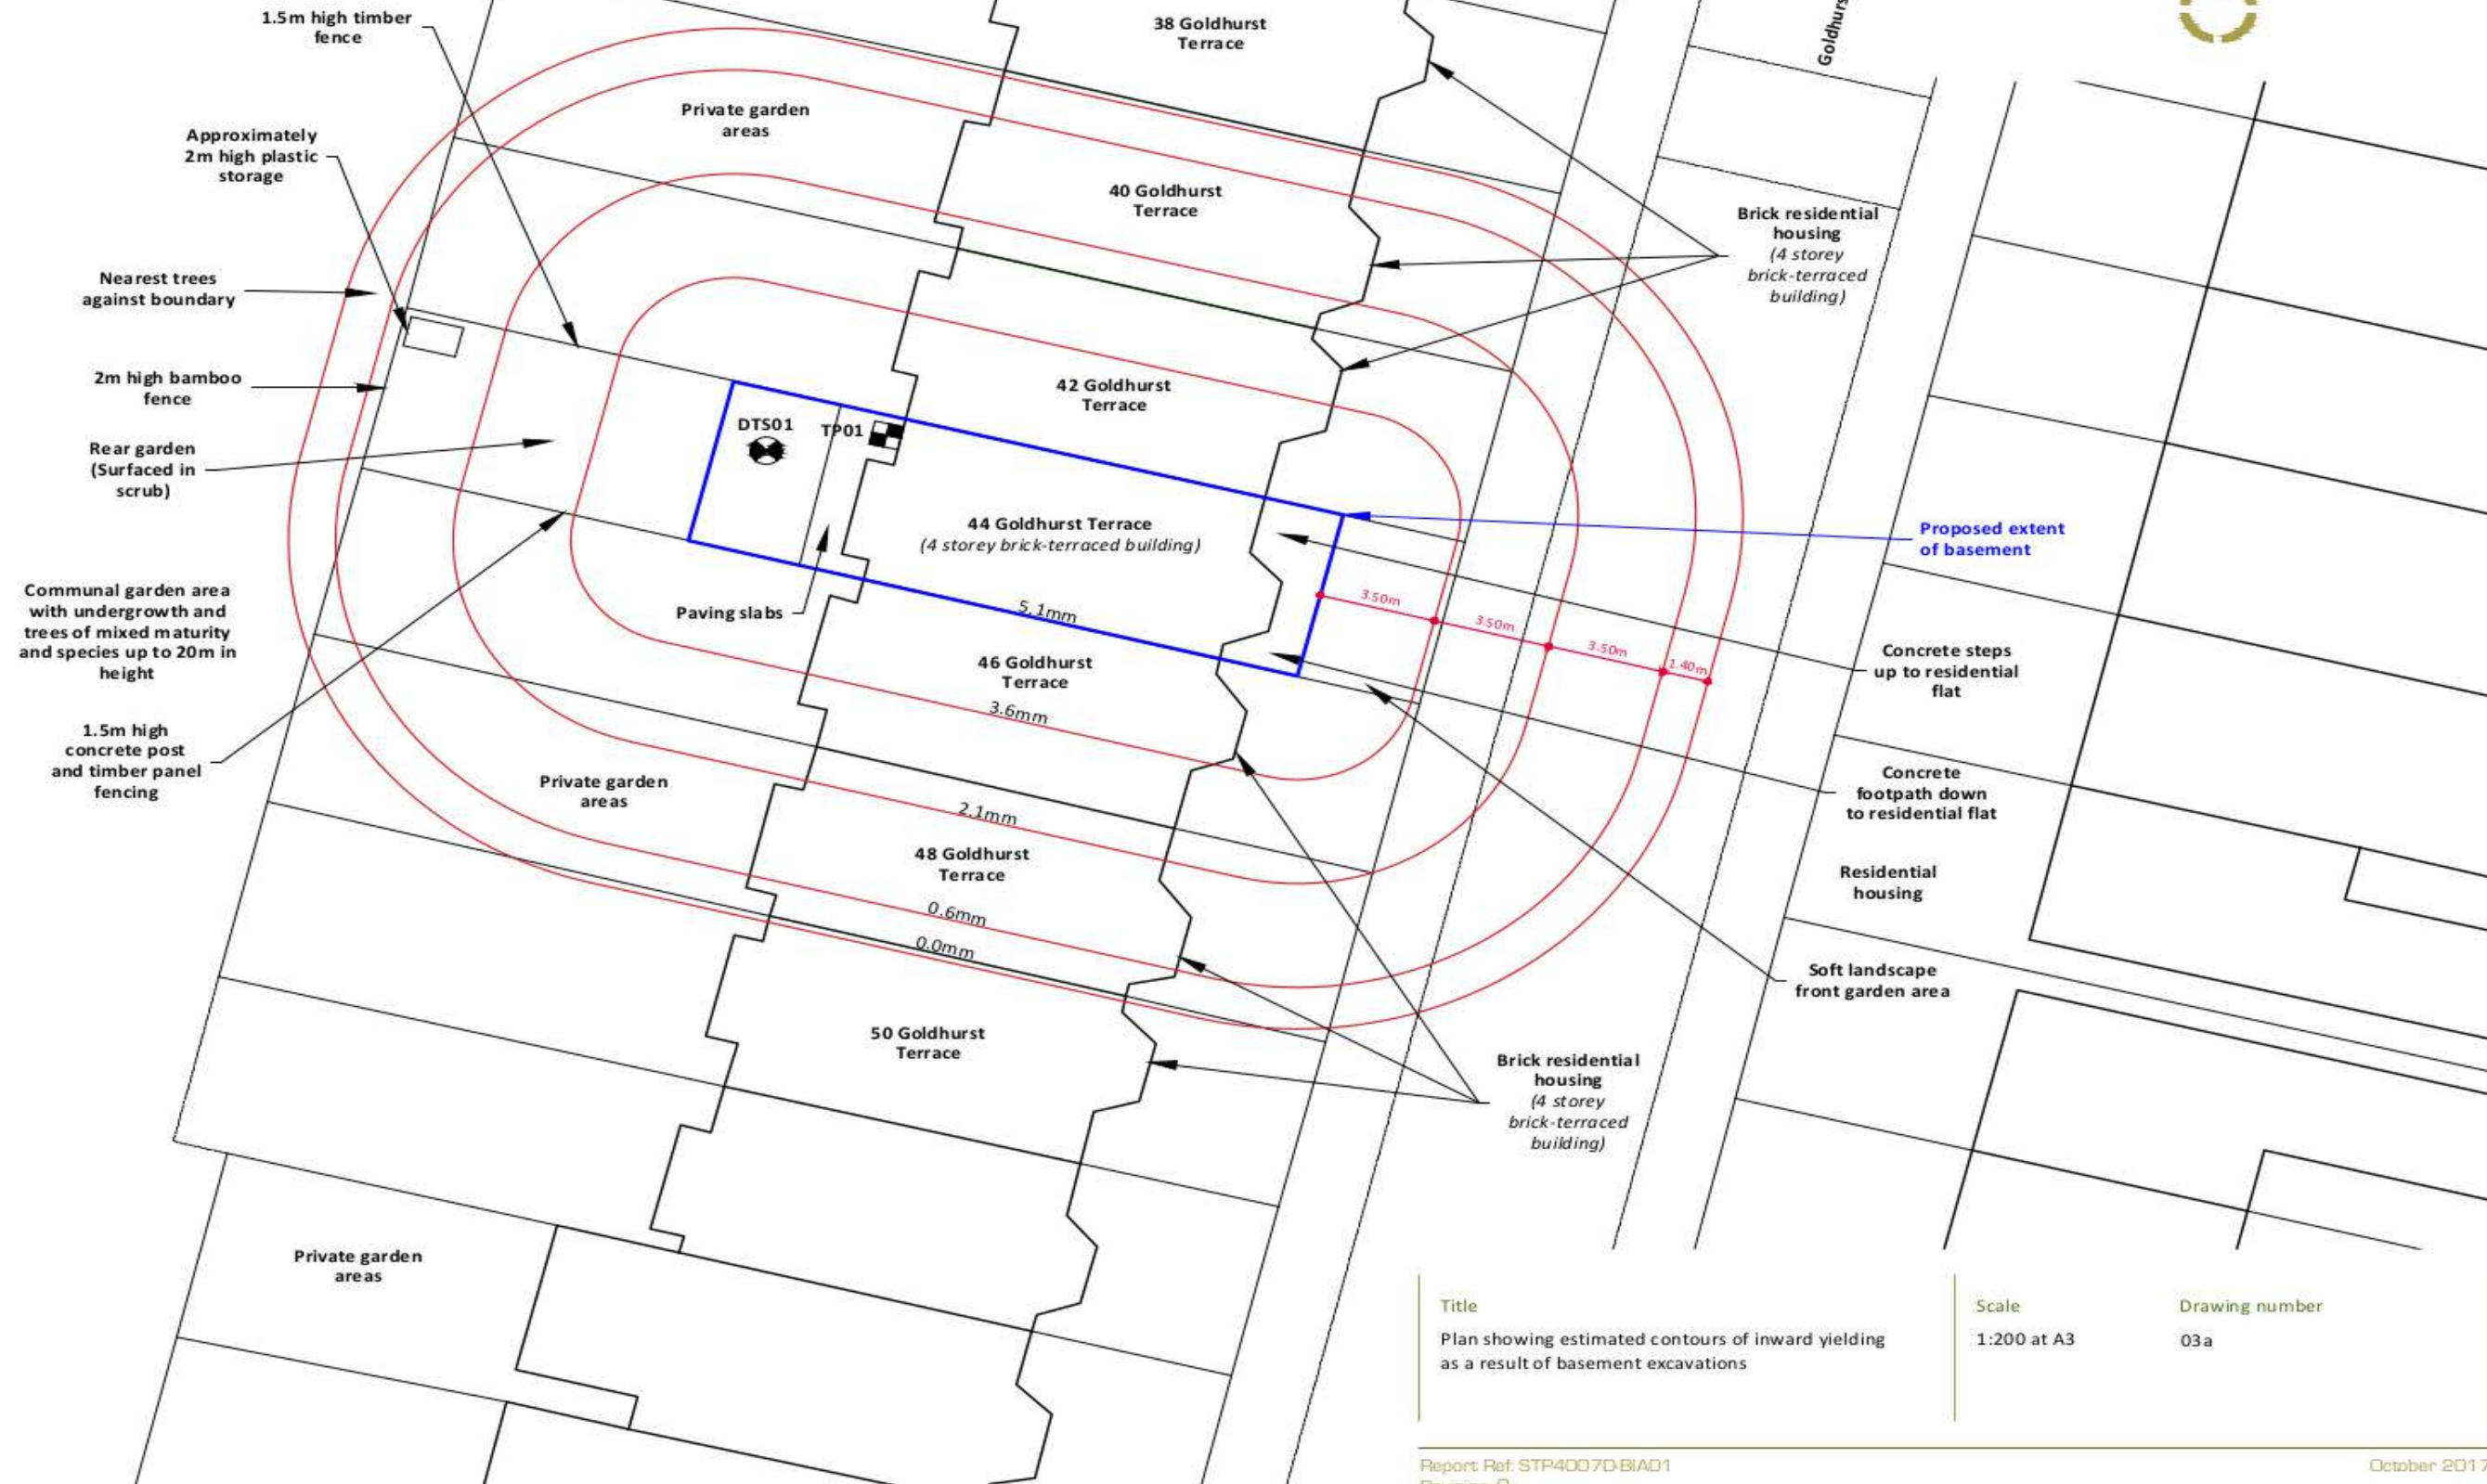 1.5m high timber
fence
38 Goldhurst
Terrace
Private garden
areas
Approximately
2m high plastic
storage
40 Goldhurst
Terrace
Brick residential
housing
(4 storey
brick-terraced
building)
Nearest trees
against boundary
2m high bamboo
fence
42 Goldhurst
Terrace
DTS01
TP01
Rear garden
(Surfaced in
scrub)
44 Goldhurst Terrace
(4 storey brick-terraced building)
Proposed extent
of basement
3.50m
3.50m
3.50m
1.40m
Paving slabs
5.1mm
Communal garden area
with undergrowth and
trees of mixed maturity
and species up to 20m in
height
46 Goldhurst
Terrace
3.6mm
Concrete steps
up to residential
flat
1.5m high
concrete post
and timber panel
fencing
Private garden
areas
2.1mm
Concrete
footpath down
to residential flat
48 Goldhurst
Terrace
Residential
housing
0.6mm
0.0mm
Soft landscape
front garden area
50 Goldhurst
Terrace
Brick residential
housing
(4 storey
brick-terraced
building)
Private garden
areas
Title
Plan showing estimated contours of inward yielding
as a result of basement excavations
Scale
1:200 at A3
Drawing number
03a
Report Ref: STP4007D-BIA01
October 2017